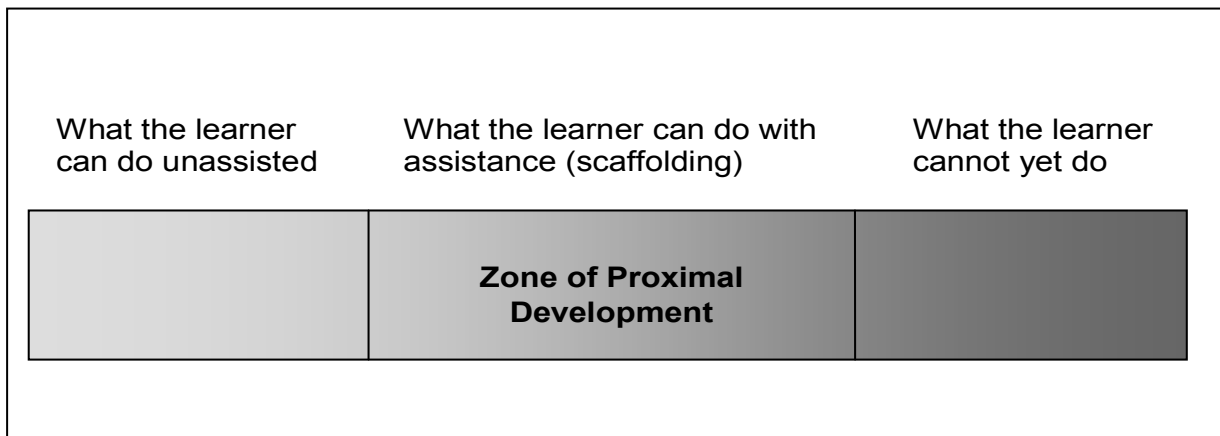 What the learner
can do unassisted
What the learner can do with
assistance (scaffolding)
What the learner
cannot yet do
Zone of Proximal
Development